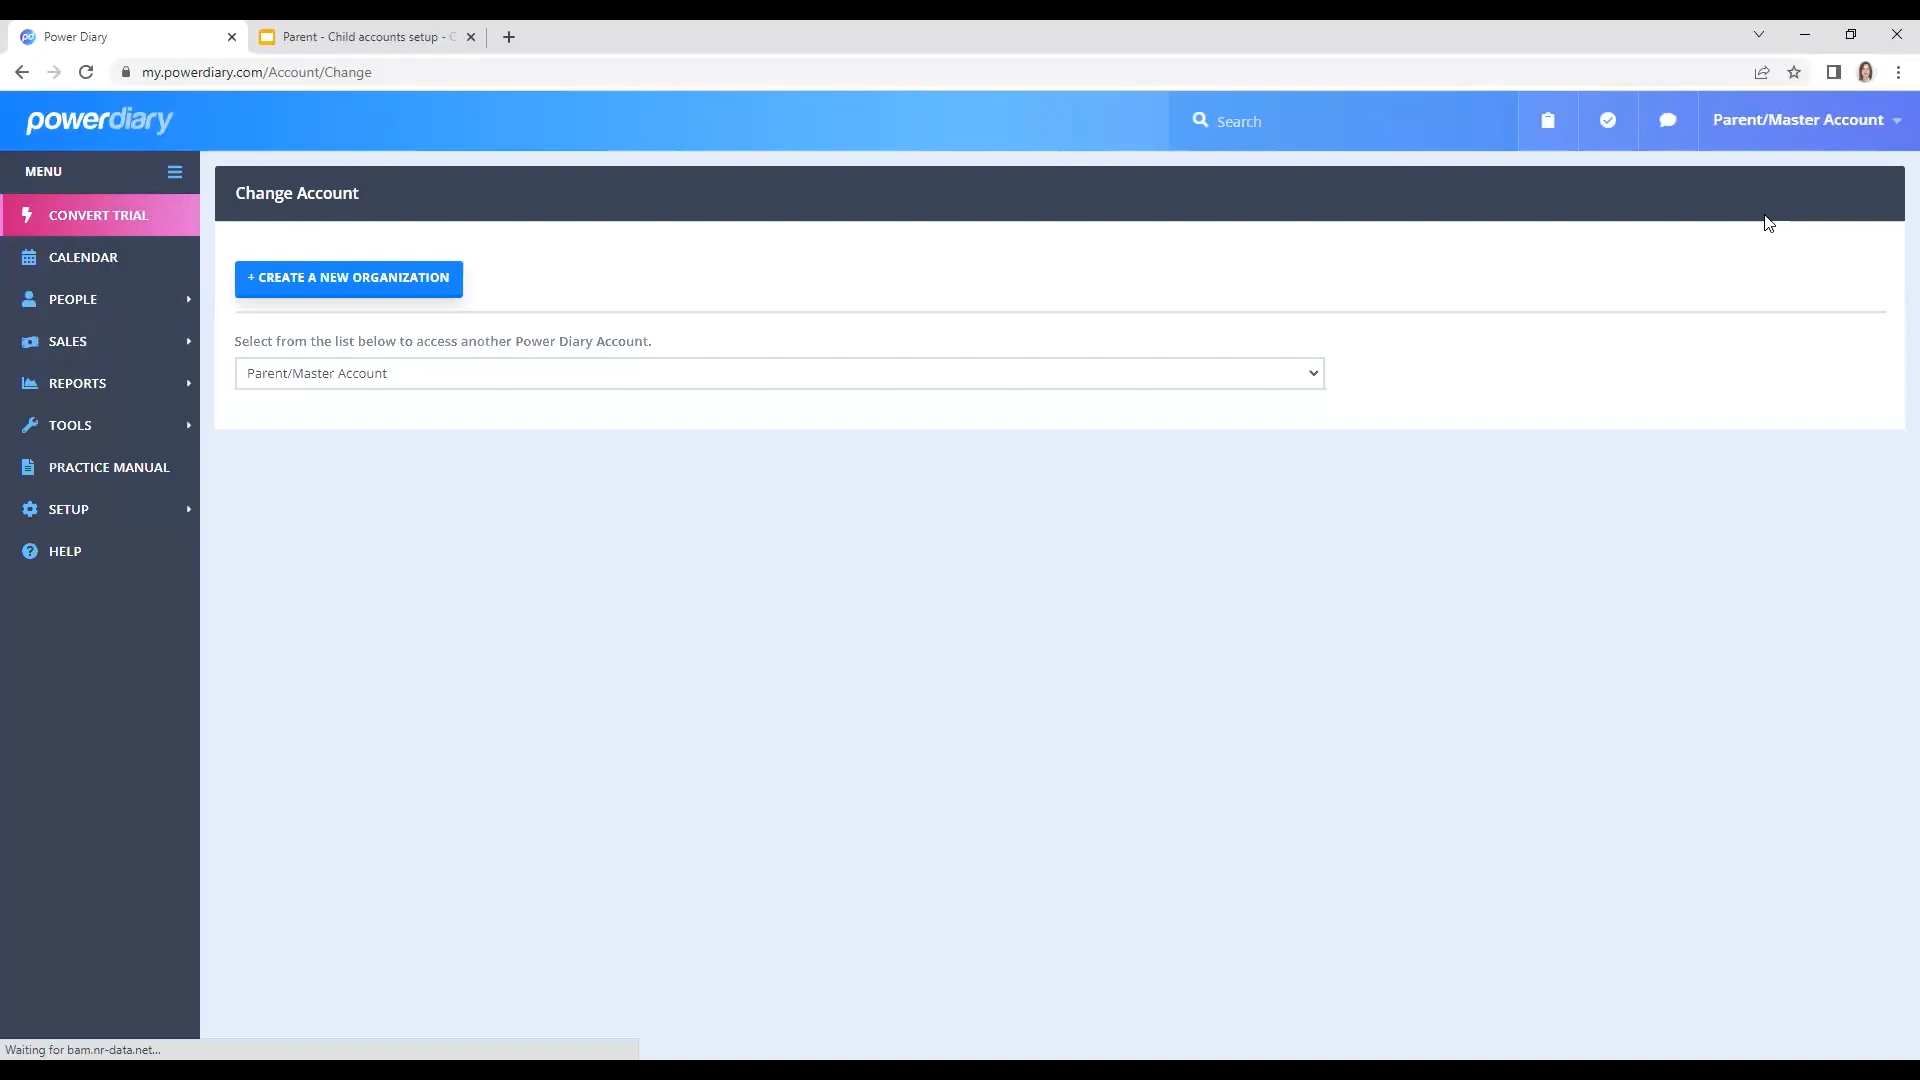 Power Diary
Parent - Child accounts setup -
my.powerdiary.com/Account/Change
powerdiary
Search
Parent/Master Account
MENU
CONVERT TRIAL
CALENDAR
PEOPLE
SALES
REPORTS
TOOLS
PRACTICE MANUAL
SETUP
HELP
Change Account
+ CREATE A NEW ORGANIZATION
Select from the list below to access another Power Diary Account.
Parent/Master Account
Waiting for bam.nr-data.net...